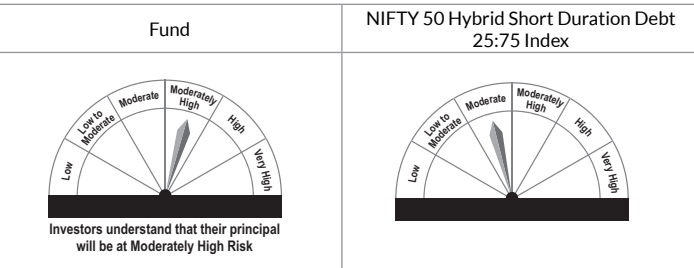 Fund
NIFTY 50 Hybrid Short Duration Debt
25:75 Index
Low
Low to
Moderate
Moderate
Moderately
High
High
Very High
Investors understand that their principal
will be at Moderately High Risk
Low
Low to
Moderate
Moderate
Moderately
High
High
Very High